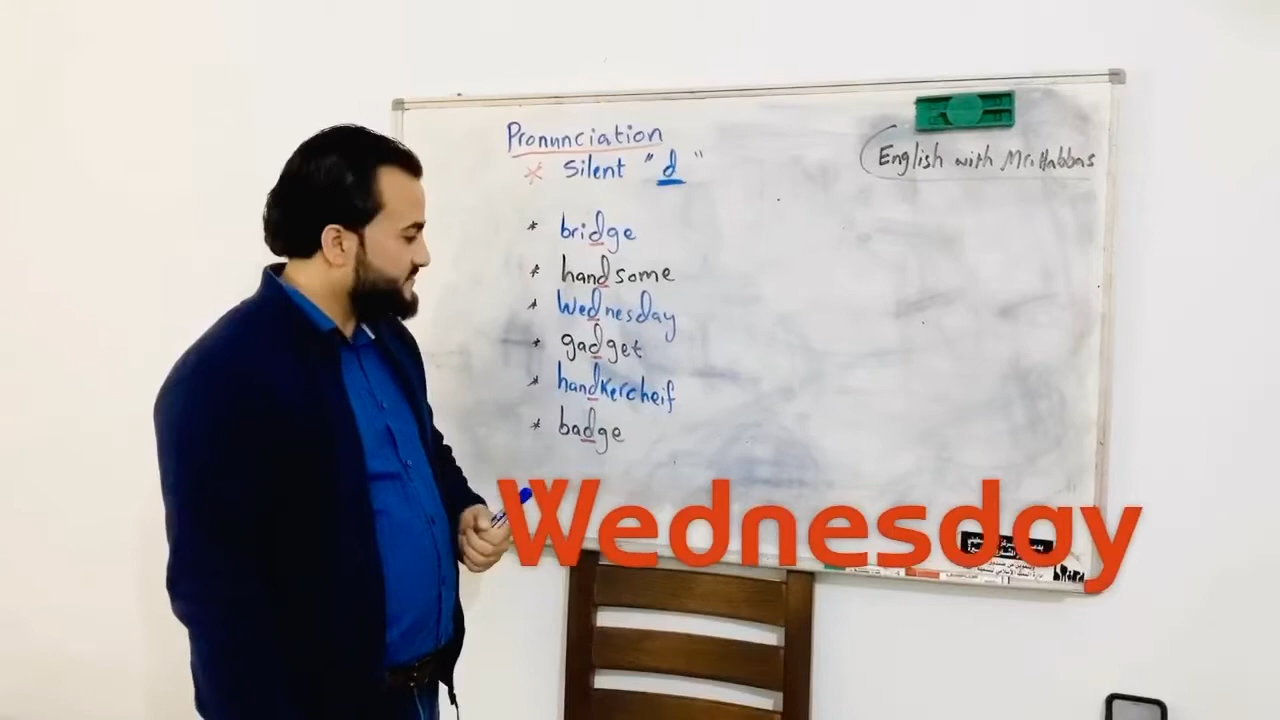 Pronunciation
* Silent "d"
English with Mr. Habbas
* bridge
* handsome
* Wednesday
* gadget
* handkercheif
* badge
Wednesday